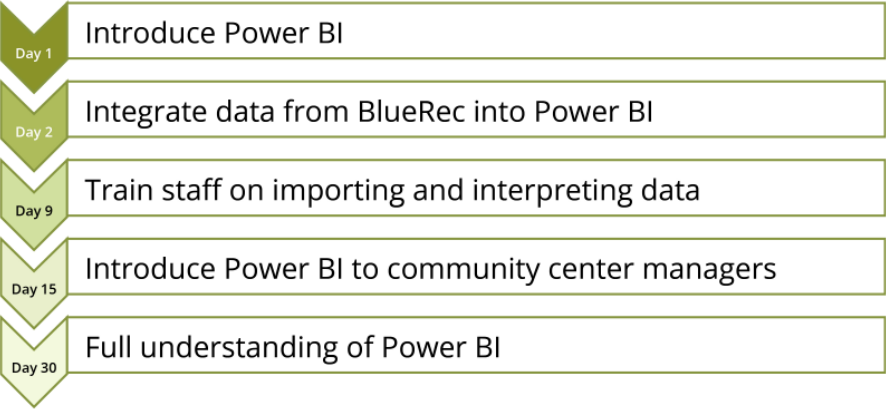 Day 1
Introduce Power BI
Day 2
Integrate data from BlueRec into Power BI
Day 9
Train staff on importing and interpreting data
Day 15
Introduce Power BI to community center managers
Day 30
Full understanding of Power BI